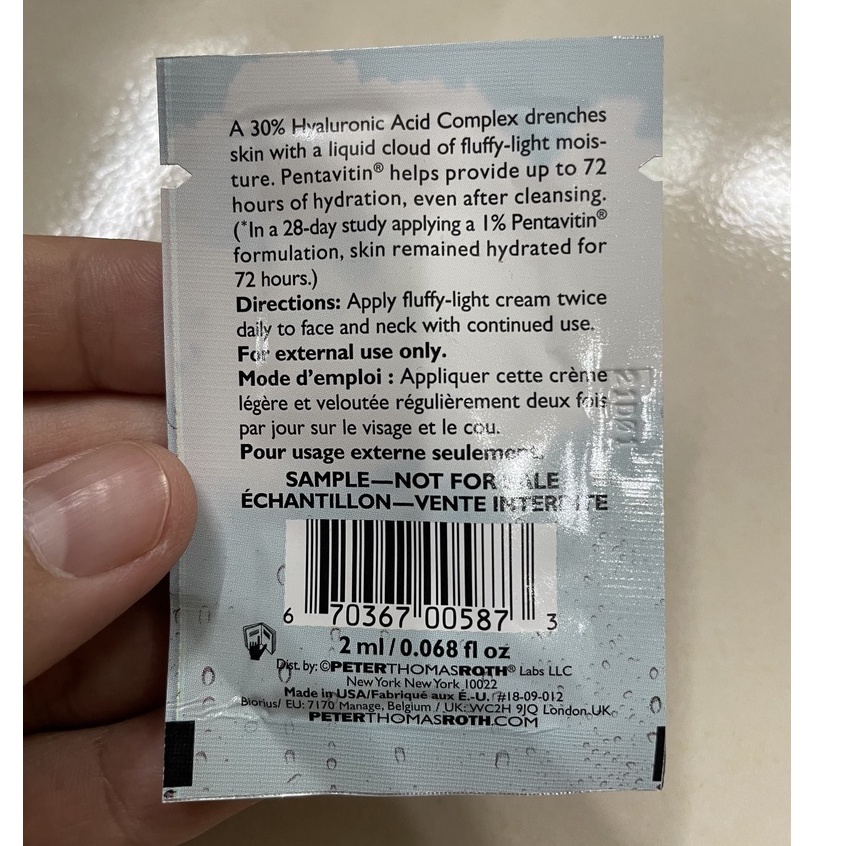 A 30% Hyaluronic Acid Complex drenches
skin with a liquid cloud of fluffy-light mois-
ture. Pentavitin® helps provide up to 72
hours of hydration, even after cleansing.
(*In a 28-day study applying a 1% Pentavitin®
formulation, skin remained hydrated for
72 hours.)
Directions: Apply fluffy-light cream twice
daily to face and neck with continued use.
For external use only.
Mode d'emploi : Appliquer cette crème
légère et veloutée régulièrement deux fois
par jour sur le visage et le cou.
Pour usage externe seulement.
SAMPLE—NOT FOR SALE
ÉCHANTILLON—VENTE INTERDITE
6 70367 00587 3
2 ml/0.068 fl oz
Dist. by: ©PETERTHOMASROTH® Labs LLC
New York New York 10022
Made in USA/Fabriqué aux É.-U. #18-09-012
Biorius/ EU: 7170 Manage, Belgium / UK: WC2H 9JQ London, UK
PETERTHOMASROTH.COM